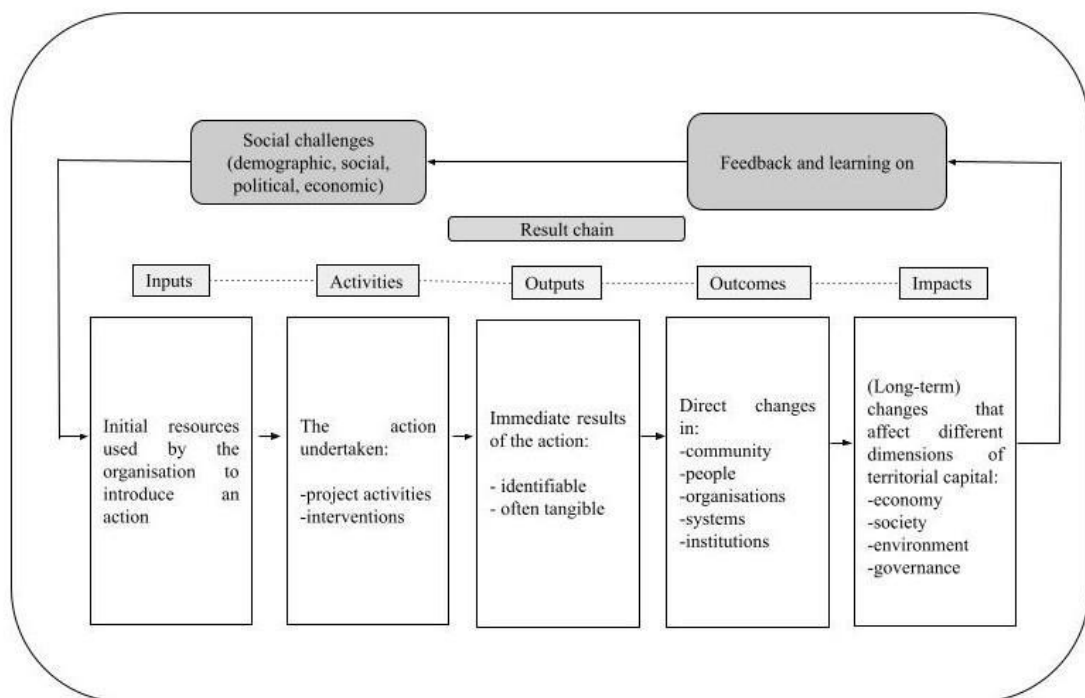 Social challenges
(demographic, social,
political, economic)
Feedback and learning on
Result chain
Inputs
Activities
Outputs
Outcomes
Impacts
Initial resources
used by the
organisation to
introduce an
action
The action
undertaken:
-project activities
-interventions
Immediate results
of the action:
- identifiable
- often tangible
Direct changes
in:
-community
-people
-organisations
-systems
-institutions
(Long-term)
changes that
affect different
dimensions of
territorial capital:
-economy
-society
-environment
-governance